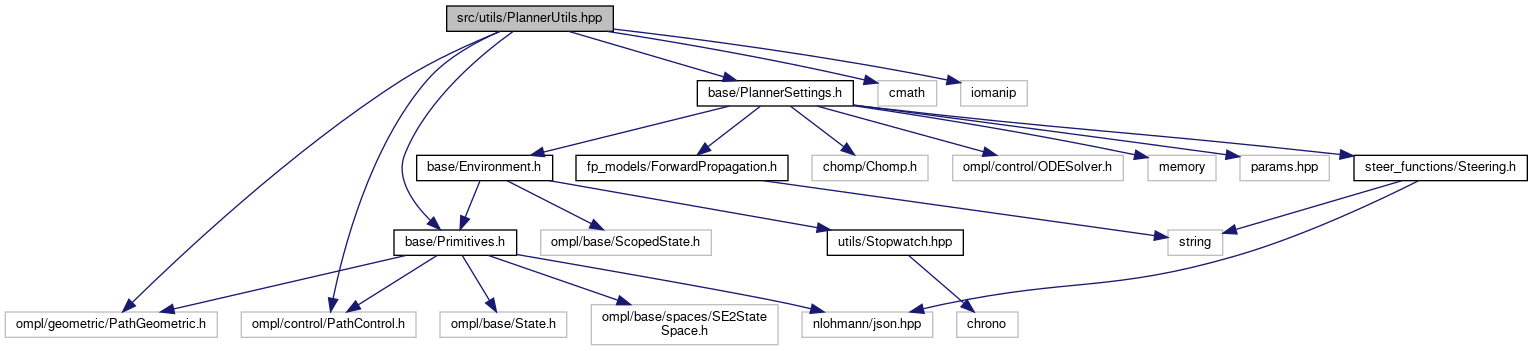 src/utils/PlannerUtils.hpp
base/PlannerSettings.h
cmath
iomanip
base/Environment.h
fp_models/ForwardPropagation.h
chomp/Chomp.h
ompl/control/ODESolver.h
memory
params.hpp
steer_functions/Steering.h
base/Primitives.h
ompl/base/ScopedState.h
utils/Stopwatch.hpp
string
ompl/geometric/PathGeometric.h
ompl/control/PathControl.h
ompl/base/State.h
ompl/base/spaces/SE2State
Space.h
nlohmann/json.hpp
chrono